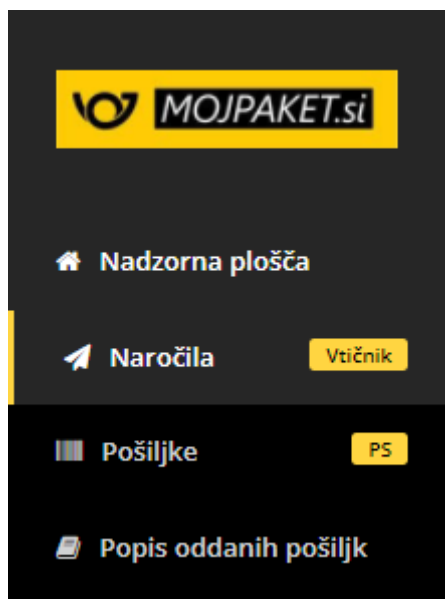 MOJPAKET.si
Nadzorna plošča
Naročila Vtičnik
Pošiljke PS
Popis oddanih pošiljk